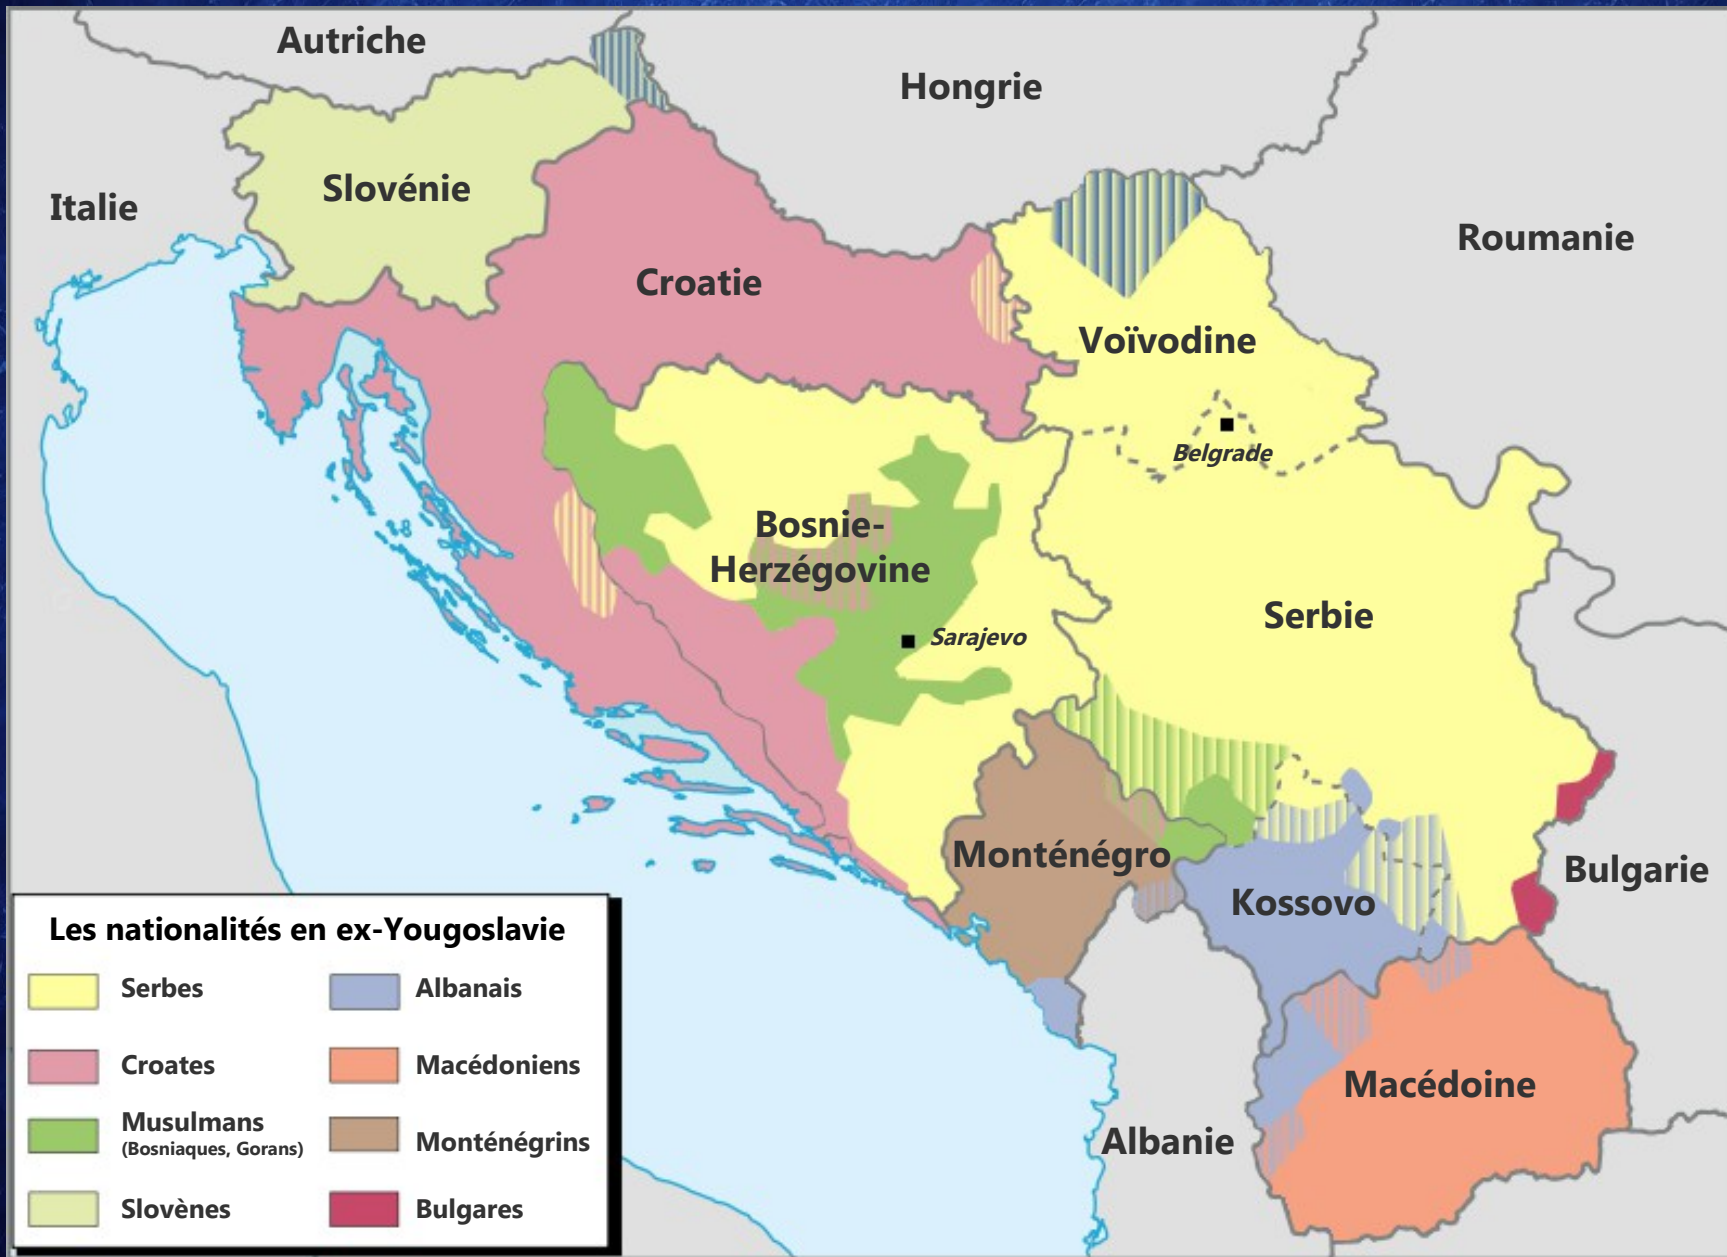 Autriche
Hongrie
Slovénie
Italie
Roumanie
Croatie
Voïvodine
Belgrade
Bosnie-
Herzégovine
Serbie
Sarajevo
Monténégro
Bulgarie
Kossovo
Macédoine
Albanie
Les nationalités en ex-Yougoslavie
Serbes
Albanais
Croates
Macédoniens
Musulmans
(Bosniaques, Gorans)
Monténégrins
Slovènes
Bulgares